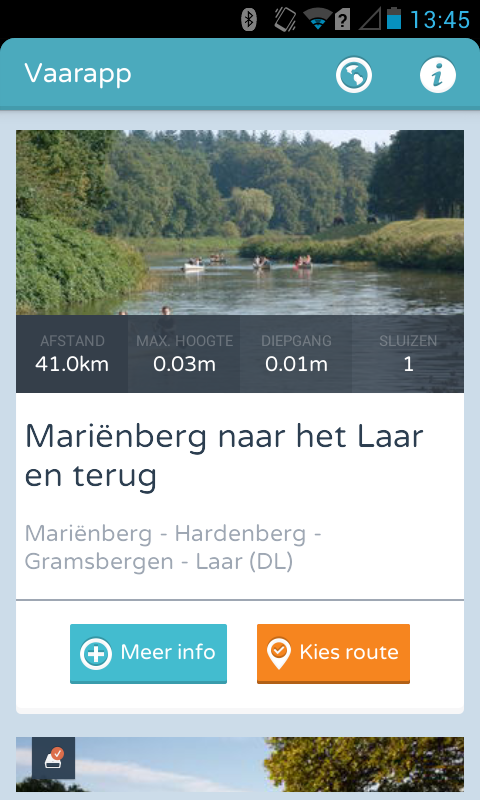 13:45
Vaarapp
AFSTAND MAX. HOOGTE DIEPGANG SLUIZEN
41.0km 0.03m 0.01m 1
Mariënberg naar het Laar
en terug
Mariënberg - Hardenberg -
Gramsbergen - Laar (DL)
Meer info Kies route